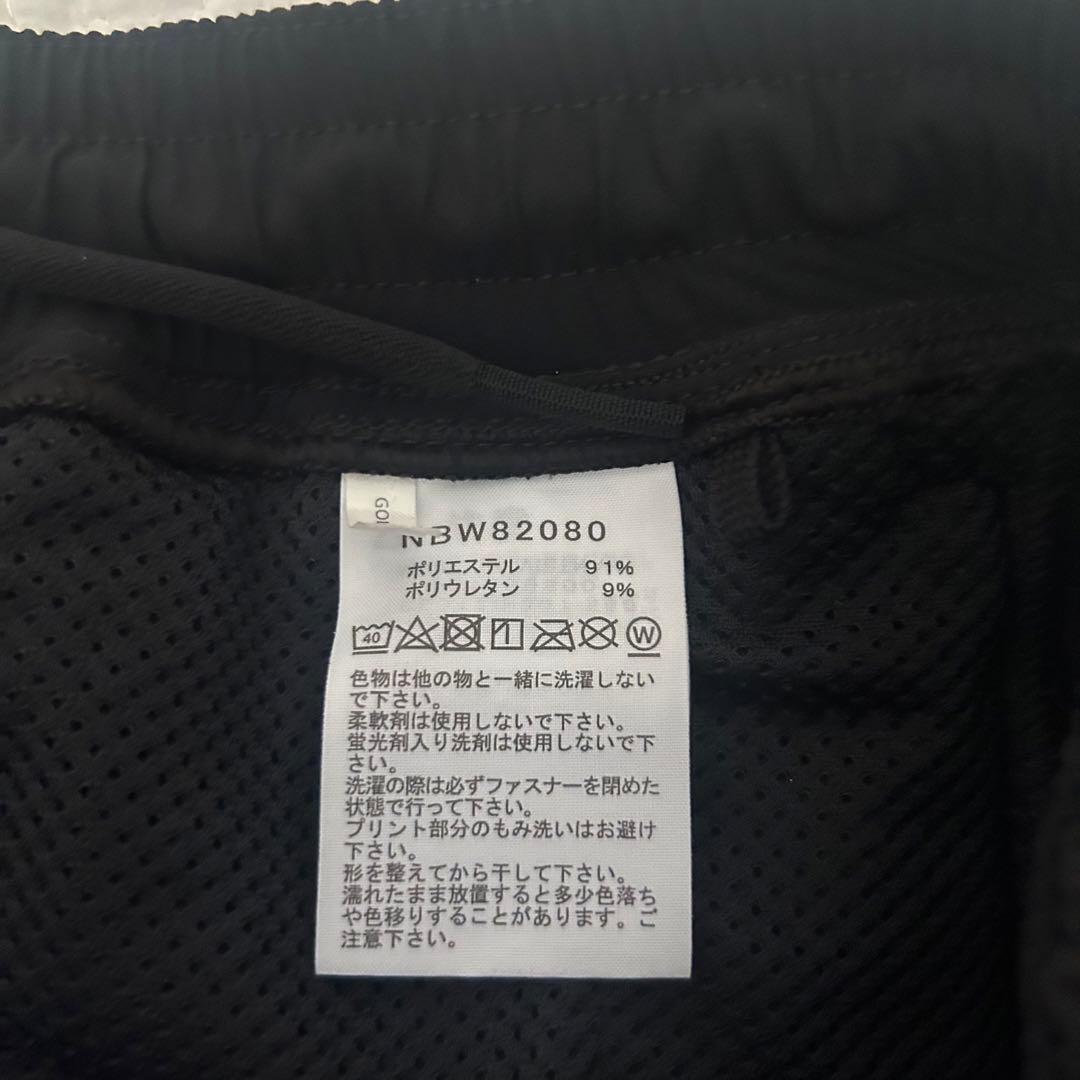 GOL
NBW82080
ポリエステル 91%
ポリウレタン 9%
40
W
色物は他の物と一緒に洗濯しない
で下さい。
柔軟剤は使用しないで下さい。
蛍光剤入り洗剤は使用しないで下
さい。
洗濯の際は必ずファスナーを閉めた
状態で行って下さい。
プリント部分のもみ洗いはお避け
下さい。
形を整えてから干して下さい。
濡れたまま放置すると多少色落ち
や色移りすることがあります。ご
注意下さい。